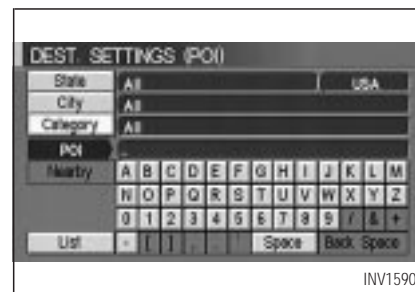 DEST. SETTINGS (POI)
State All USA
City All
Category All
POI _
Nearby A B C D E F G H I J K L M
N O P Q R S T U V W X Y Z
0 1 2 3 4 5 6 7 8 9 / & +
List - [ ] , . ' Space Back Space
INV1590